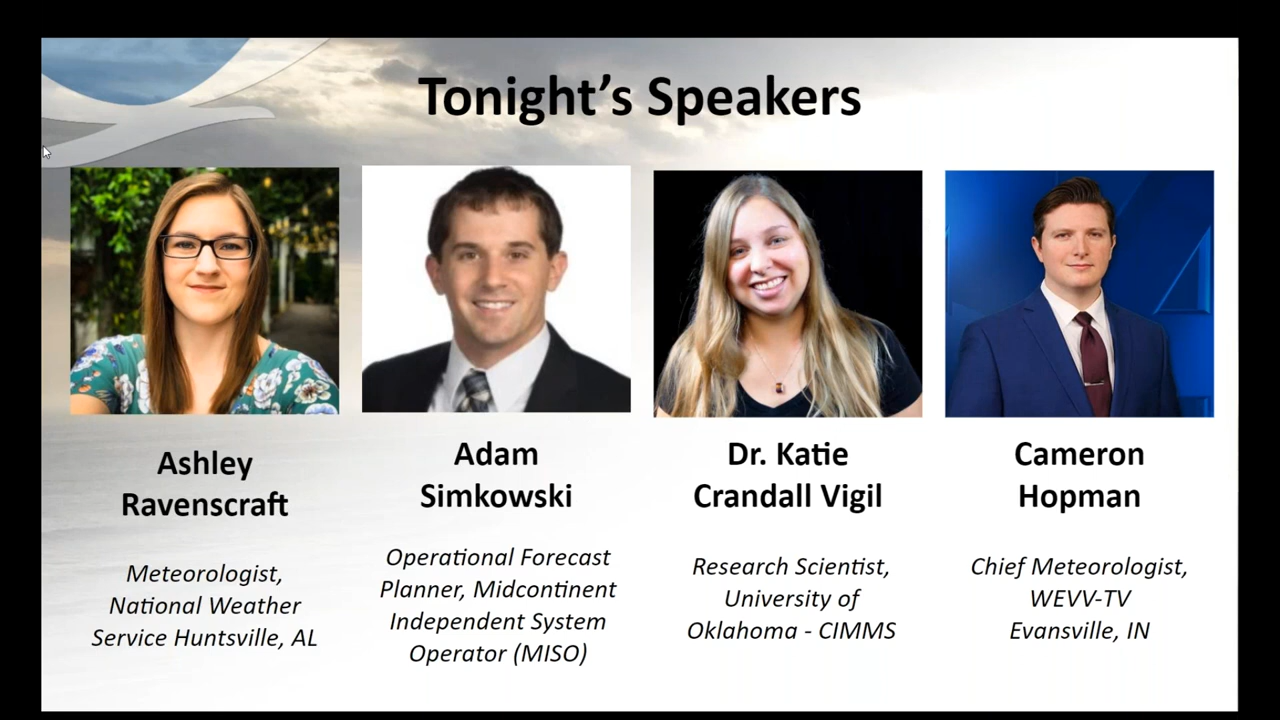 Tonight’s Speakers
Ashley
Ravenscraft
Meteorologist,
National Weather
Service Huntsville, AL
Adam
Simkowski
Operational Forecast
Planner, Midcontinent
Independent System
Operator (MISO)
Dr. Katie
Crandall Vigil
Research Scientist,
University of
Oklahoma - CIMMS
Cameron
Hopman
Chief Meteorologist,
WEVV-TV
Evansville, IN